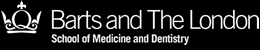 Barts and The London
School of Medicine and Dentistry